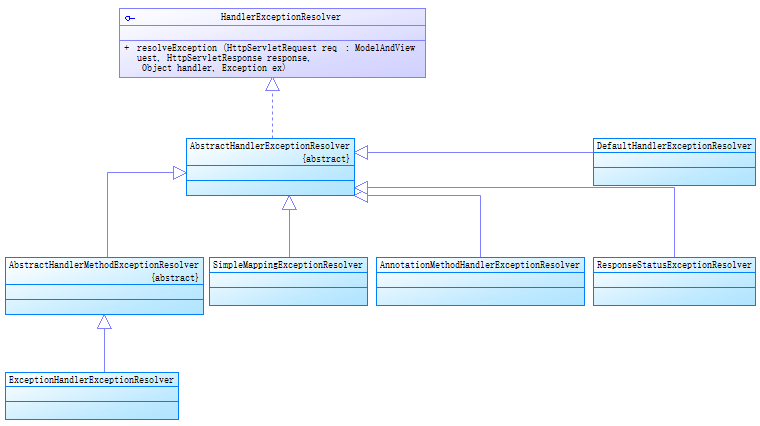 HandlerExceptionResolver
+ resolveException (HttpServletRequest req : ModelAndView
uest, HttpServletResponse response,
Object handler, Exception ex)
AbstractHandlerExceptionResolver
{abstract}
DefaultHandlerExceptionResolver
AbstractHandlerMethodExceptionResolver
{abstract}
SimpleMappingExceptionResolver
AnnotationMethodHandlerExceptionResolver
ResponseStatusExceptionResolver
ExceptionHandlerExceptionResolver